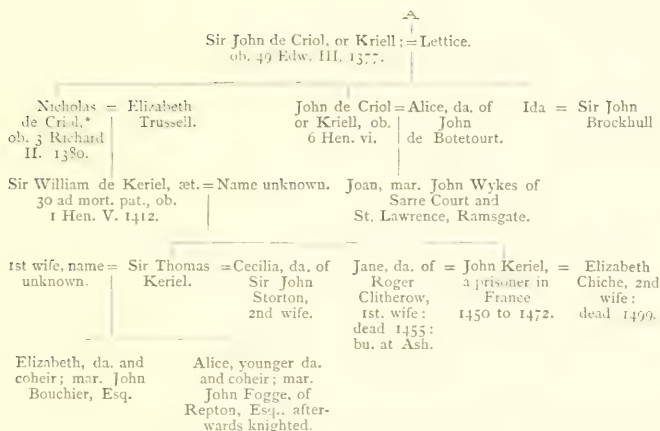 A
Sir John de Criol, or Kriell; = Lettice.
ob. 49 Edw. III. 1377.
Nicholas = Elizabeth
de Criol,* Trussell.
ob. 3 Richard
II. 1380.
John de Criol = Alice, da. of
or Kriell, ob. John
6 Hen. vi. de Botetourt.
Ida = Sir John
Brockhull
Sir William de Keriel, æt. = Name unknown.
30 ad mort. pat., ob.
1 Hen. V. 1412.
Joan, mar. John Wykes of
Sarre Court and
St. Lawrence, Ramsgate.
1st wife, name = Sir Thomas = Cecilia, da. of
unknown. Keriel. Sir John
Storton,
2nd wife.
Jane, da. of = John Keriel, = Elizabeth
Roger a prisoner in Chiche, 2nd
Clitherow, France wife:
1st. wife: 1450 to 1472. dead 1499.
dead 1455:
bu. at Ash.
Elizabeth, da. and
coheir; mar. John
Bouchier, Esq.
Alice, younger da.
and coheir; mar.
John Fogge, of
Repton, Esq., after-
wards knighted.